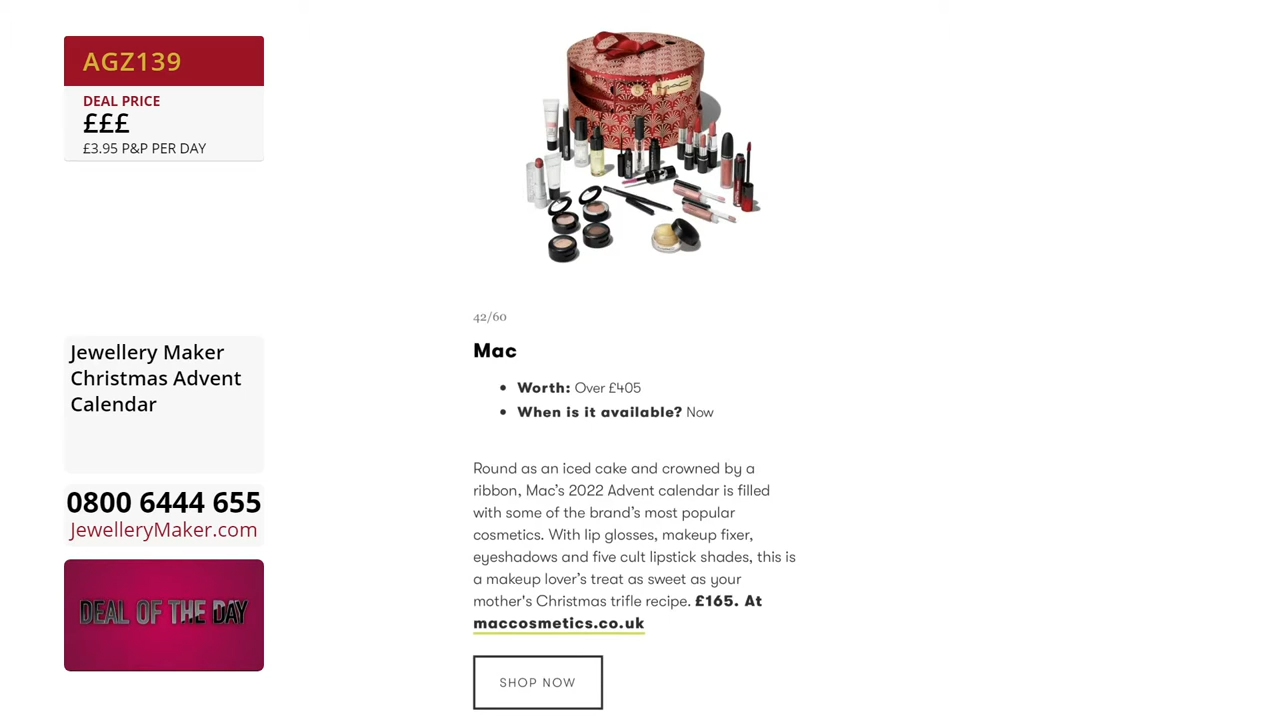 AGZ139
DEAL PRICE
£££
£3.95 P&P PER DAY
Jewellery Maker
Christmas Advent
Calendar
0800 6444 655
JewelleryMaker.com
DEAL OF THE DAY
MAC
42/60
Mac
• Worth: Over £405
• When is it available? Now
Round as an iced cake and crowned by a
ribbon, Mac’s 2022 Advent calendar is filled
with some of the brand’s most popular
cosmetics. With lip glosses, makeup fixer,
eyeshadows and five cult lipstick shades, this is
a makeup lover’s treat as sweet as your
mother's Christmas trifle recipe. £165. At
maccosmetics.co.uk
SHOP NOW